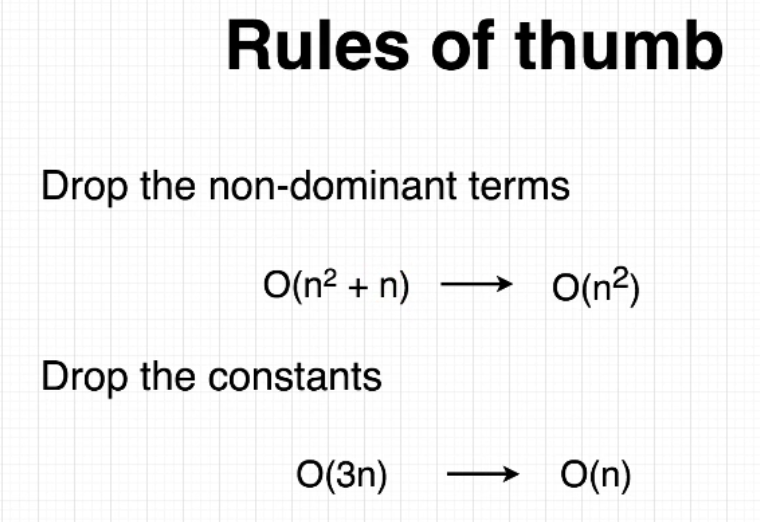 Rules of thumb
Drop the non-dominant terms
O(n² + n) ⟶ O(n²)
Drop the constants
O(3n) ⟶ O(n)